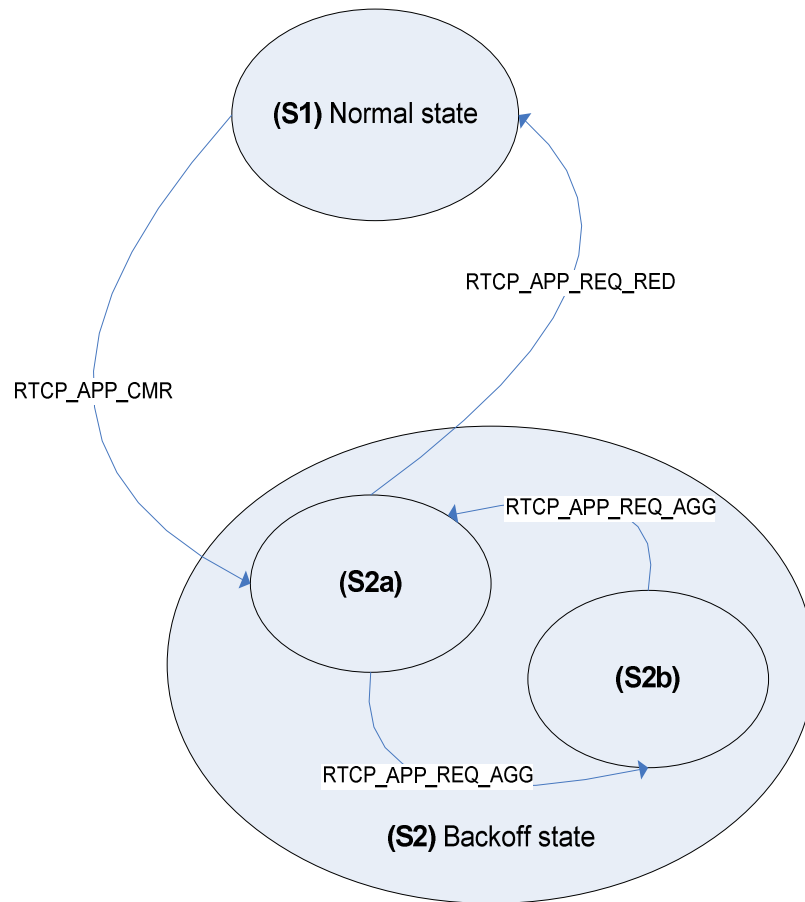 (S1) Normal state
RTCP_APP_REQ_RED
RTCP_APP_CMR
RTCP_APP_REQ_AGG
(S2a)
(S2b)
RTCP_APP_REQ_AGG
(S2) Backoff state